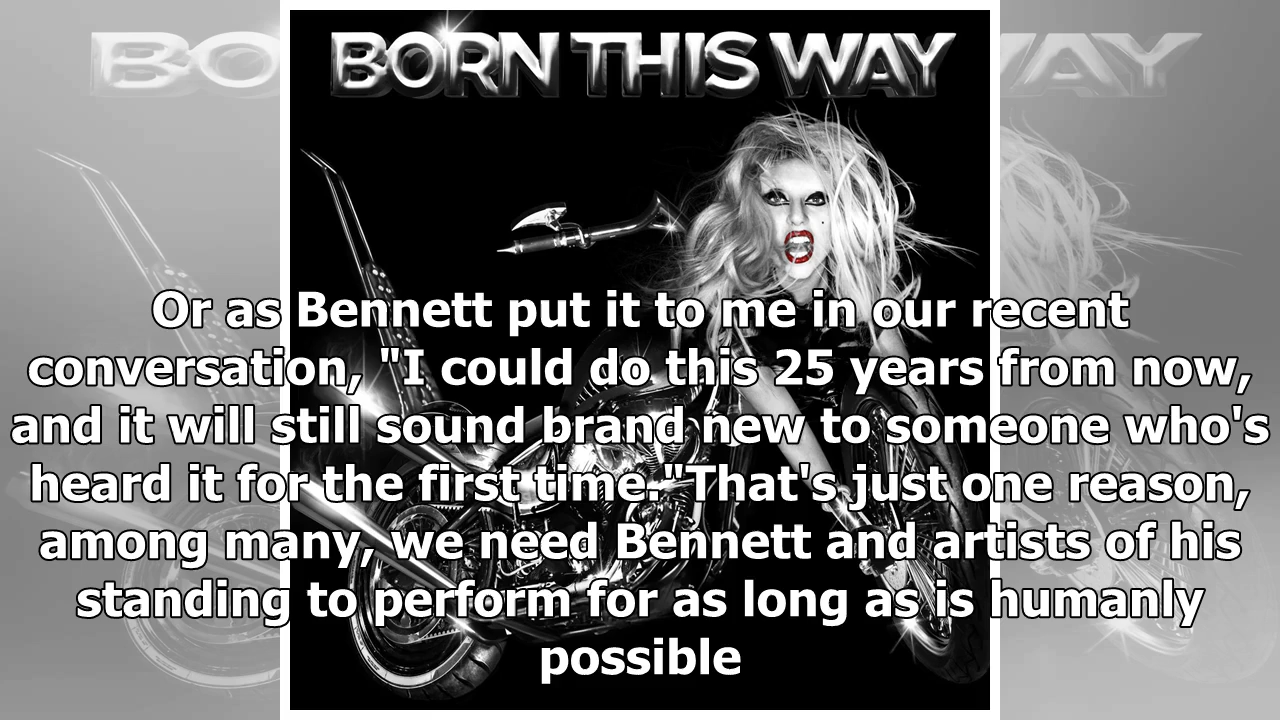 BORN THIS WAY
Or as Bennett put it to me in our recent
conversation, "I could do this 25 years from now,
and it will still sound brand new to someone who's
heard it for the first time."That's just one reason,
among many, we need Bennett and artists of his
standing to perform for as long as is humanly
possible